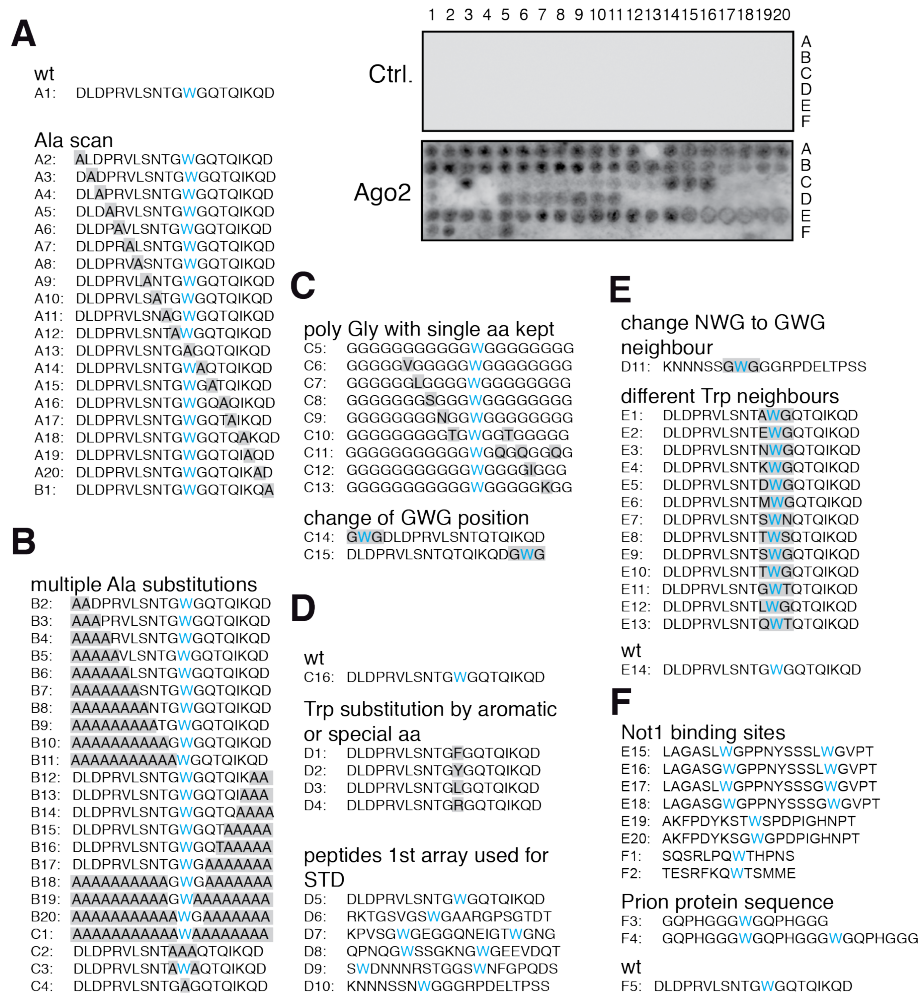 A
wt
A1: DLDPRVLSNTGWGQTQIKQD
Ala scan
A2: ALDPRVLSNTGWGQTQIKQD
A3: DADPRVLSNTGWGQTQIKQD
A4: DLAPRVLSNTGWGQTQIKQD
A5: DLDARVLSNTGWGQTQIKQD
A6: DLDPAVLSNTGWGQTQIKQD
A7: DLDPRALSNTGWGQTQIKQD
A8: DLDPRVASNTGWGQTQIKQD
A9: DLDPRVLANTGWGQTQIKQD
A10: DLDPRVLSATGWGQTQIKQD
A11: DLDPRVLSNAGWGQTQIKQD
A12: DLDPRVLSNTAWGQTQIKQD
A13: DLDPRVLSNTGAGQTQIKQD
A14: DLDPRVLSNTGWAQTQIKQD
A15: DLDPRVLSNTGWGATQIKQD
A16: DLDPRVLSNTGWGQAQIKQD
A17: DLDPRVLSNTGWGQTAIKQD
A18: DLDPRVLSNTGWGQTQAKQD
A19: DLDPRVLSNTGWGQTQIAQD
A20: DLDPRVLSNTGWGQTQIKAD
B1: DLDPRVLSNTGWGQTQIKQA
B
multiple Ala substitutions
B2: AADPRVLSNTGWGQTQIKQD
B3: AAAPRVLSNTGWGQTQIKQD
B4: AAAARVLSNTGWGQTQIKQD
B5: AAAAAVLSNTGWGQTQIKQD
B6: AAAAAALSNTGWGQTQIKQD
B7: AAAAAAASNTGWGQTQIKQD
B8: AAAAAAAANTGWGQTQIKQD
B9: AAAAAAAAATGWGQTQIKQD
B10: AAAAAAAAAAGWGQTQIKQD
B11: AAAAAAAAAAAWGQTQIKQD
B12: DLDPRVLSNTGWGQTQIKAA
B13: DLDPRVLSNTGWGQTQIAAA
B14: DLDPRVLSNTGWGQTQAAAA
B15: DLDPRVLSNTGWGQTAAAAA
B16: DLDPRVLSNTGWGQTAAAAA
B17: DLDPRVLSNTGWGAAAAAAA
B18: AAAAAAAAAAGWGAAAAAAA
B19: AAAAAAAAAAGWAAAAAAAA
B20: AAAAAAAAAAAWGAAAAAAA
C1: AAAAAAAAAAAWAAAAAAAA
C2: DLDPRVLSNTAAAQTQIKQD
C3: DLDPRVLSNTAWAQTQIKQD
C4: DLDPRVLSNTGAGQTQIKQD
1 2 3 4 5 6 7 8 9 10 11 12 13 14 15 16 17 18 19 20
Ctrl.
A
B
C
D
E
F
Ago2
A
B
C
D
E
F
C
poly Gly with single aa kept
C5: GGGGGGGGGGGWGGGGGGGG
C6: GGGGGVGGGGGWGGGGGGGG
C7: GGGGGGLGGGGWGGGGGGGG
C8: GGGGGGGSGGGWGGGGGGGG
C9: GGGGGGGGNGGWGGGGGGGG
C10: GGGGGGGGGTGWGGTGGGGG
C11: GGGGGGGGGGGWGQGQGGQG
C12: GGGGGGGGGGGWGGGGIGGG
C13: GGGGGGGGGGGWGGGGGKGG
change of GWG position
C14: GWGDLDPRVLSNTQTQIKQD
C15: DLDPRVLSNTQTQIKQDGWG
D
wt
C16: DLDPRVLSNTGWGQTQIKQD
Trp substitution by aromatic
or special aa
D1: DLDPRVLSNTGFGQTQIKQD
D2: DLDPRVLSNTGYGQTQIKQD
D3: DLDPRVLSNTGLGQTQIKQD
D4: DLDPRVLSNTGRGQTQIKQD
peptides 1st array used for
STD
D5: DLDPRVLSNTGWGQTQIKQD
D6: RKTGSVGSWGAARGPSGTDT
D7: KPVSGWGEGGQNEIGTWGNG
D8: QPNQGWSSGKNGWGEEVDQT
D9: SWDNNNRSTGGSWNFGPQDS
D10: KNNNSSNWGGGRPDELTPSS
E
change NWG to GWG
neighbour
D11: KNNNSSGWGGGRPDELTPSS
different Trp neighbours
E1: DLDPRVLSNTAWGQTQIKQD
E2: DLDPRVLSNTEWGQTQIKQD
E3: DLDPRVLSNTNWGQTQIKQD
E4: DLDPRVLSNTKWGQTQIKQD
E5: DLDPRVLSNTDWGQTQIKQD
E6: DLDPRVLSNTMWGQTQIKQD
E7: DLDPRVLSNTSWNQTQIKQD
E8: DLDPRVLSNTTWSQTQIKQD
E9: DLDPRVLSNTSWGQTQIKQD
E10: DLDPRVLSNTTWGQTQIKQD
E11: DLDPRVLSNTGWTQTQIKQD
E12: DLDPRVLSNTLWGQTQIKQD
E13: DLDPRVLSNTQWTQTQIKQD
wt
E14: DLDPRVLSNTGWGQTQIKQD
F
Not1 binding sites
E15: LAGASLWGPPNYSSSLWGVPT
E16: LAGASGWGPPNYSSSLWGVPT
E17: LAGASLWGPPNYSSSGWGVPT
E18: LAGASGWGPPNYSSSGWGVPT
E19: AKFPDYKSTWSPDPIGHNPT
E20: AKFPDYKSGWGPDPIGHNPT
F1: SQSRLPQWTHPNS
F2: TESRFKQWTSMME
Prion protein sequence
F3: GQPHGGGWGQPHGGG
F4: GQPHGGGWGQPHGGGWGQPHGGG
wt
F5: DLDPRVLSNTGWGQTQIKQD